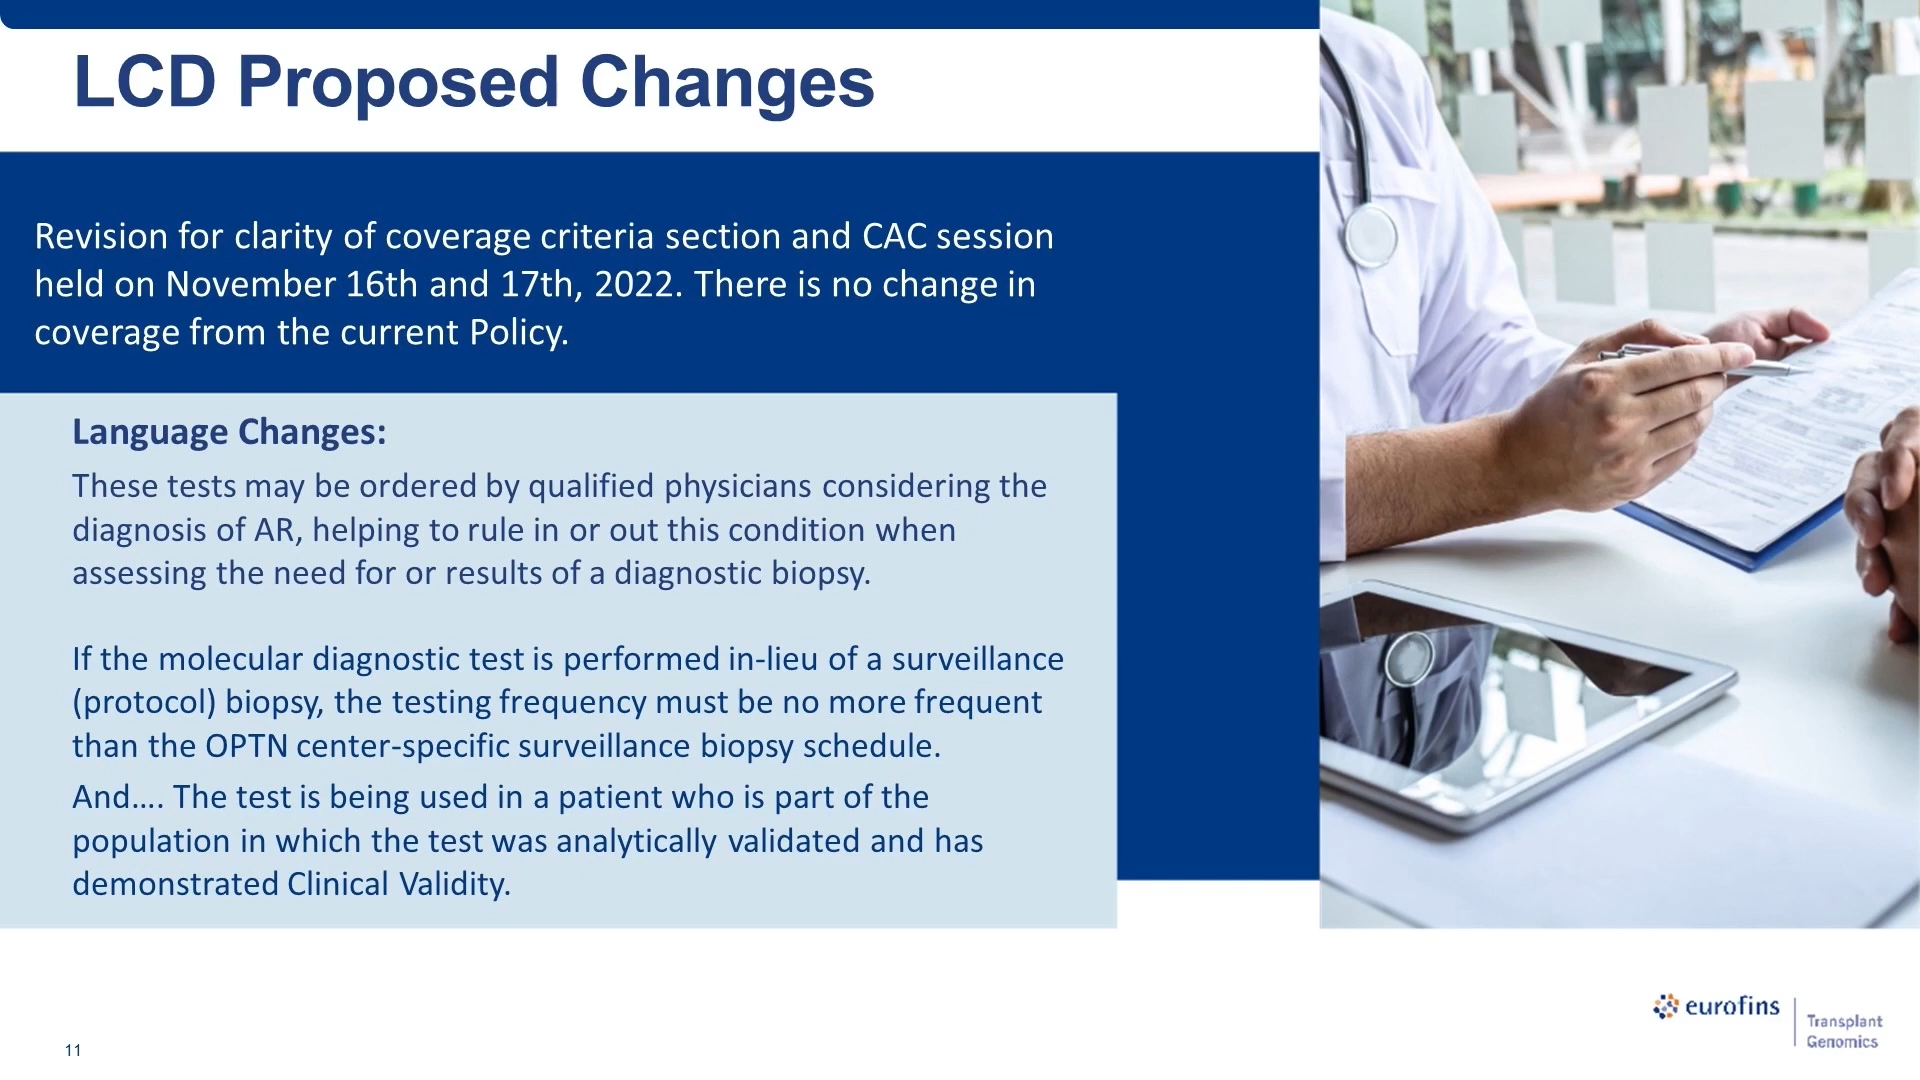 LCD Proposed Changes
Revision for clarity of coverage criteria section and CAC session
held on November 16th and 17th, 2022. There is no change in
coverage from the current Policy.
Language Changes:
These tests may be ordered by qualified physicians considering the
diagnosis of AR, helping to rule in or out this condition when
assessing the need for or results of a diagnostic biopsy.
If the molecular diagnostic test is performed in-lieu of a surveillance
(protocol) biopsy, the testing frequency must be no more frequent
than the OPTN center-specific surveillance biopsy schedule.
And.... The test is being used in a patient who is part of the
population in which the test was analytically validated and has
demonstrated Clinical Validity.
eurofins
Transplant
Genomics
11